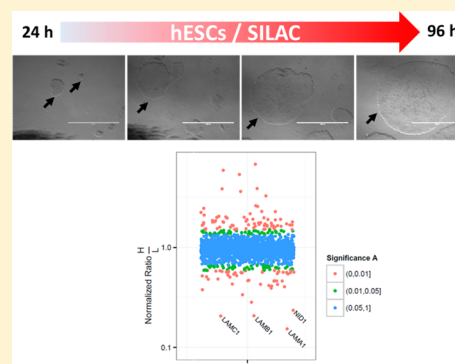 24 h hESCs / SILAC 96 h
Normalized Ratio H/L
1.0
0.1
LAMC1
LAMB1
LAMA1
NID1
Significance A
(0,0.01]
(0.01,0.05]
(0.05,1]